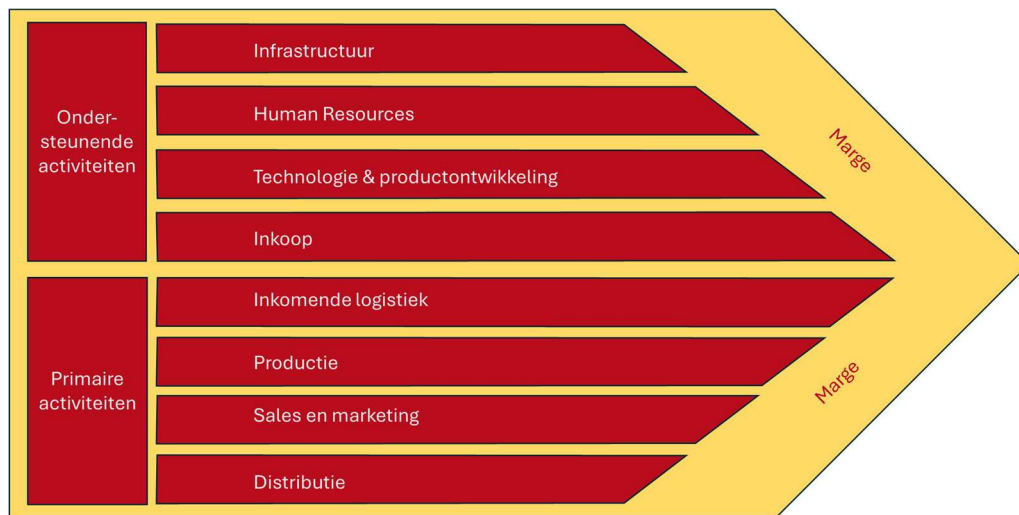 Onder-
steunende
activiteiten
Infrastructuur
Human Resources
Technologie & productontwikkeling
Inkoop
Marge
Primaire
activiteiten
Inkomende logistiek
Productie
Sales en marketing
Distributie
Marge